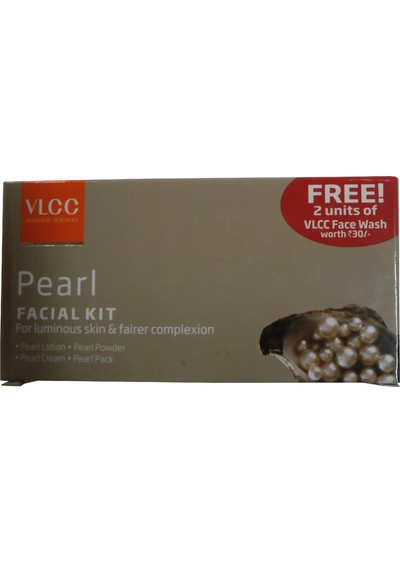 VLCC
NATURAL SCIENCES
FREE!
2 units of
VLCC Face Wash
worth ₹30/-
Pearl
FACIAL KIT
For luminous skin & fairer complexion
• Pearl Lotion • Pearl Powder
• Pearl Cream • Pearl Pack